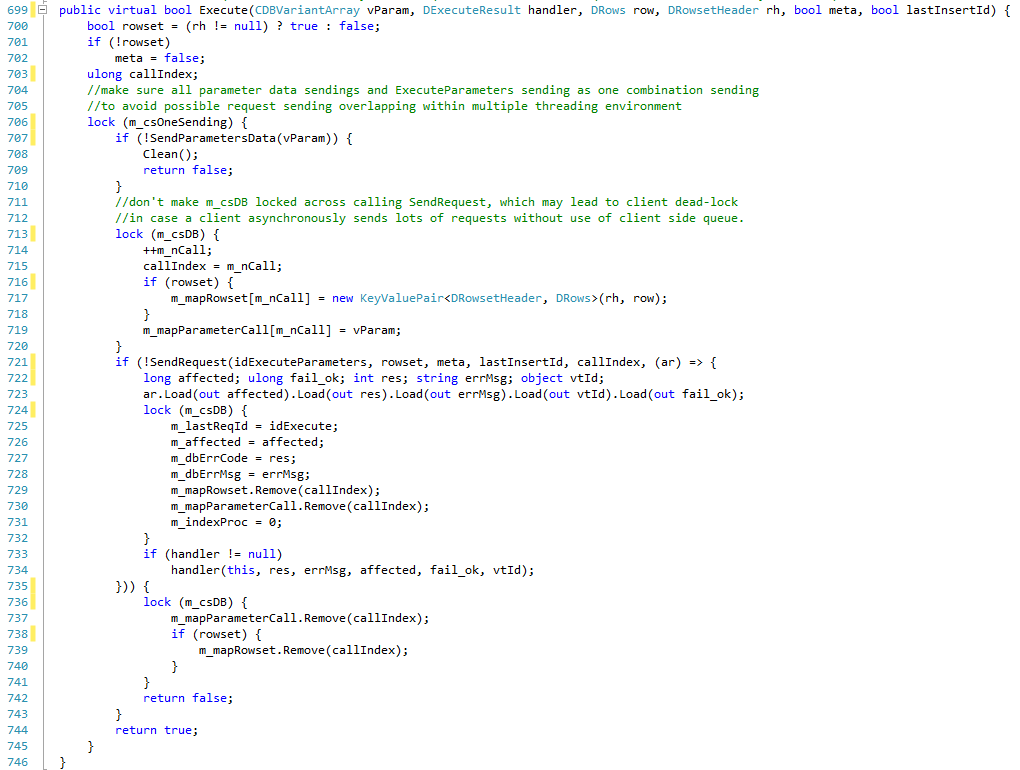 699 public virtual bool Execute(CDBVariantArray vParam, DExecuteResult handler, DRows row, DRowsetHeader rh, bool meta, bool lastInsertId) {
700     bool rowset = (rh != null) ? true : false;
701     if (!rowset)
702         meta = false;
703     ulong callIndex;
704     //make sure all parameter data sendings and ExecuteParameters sending as one combination sending
705     //to avoid possible request sending overlapping within multiple threading environment
706     lock (m_csOneSending) {
707         if (!SendParametersData(vParam)) {
708             Clean();
709             return false;
710         }
711         //don't make m_csDB locked across calling SendRequest, which may lead to client dead-lock
712         //in case a client asynchronously sends lots of requests without use of client side queue.
713         lock (m_csDB) {
714             ++m_nCall;
715             callIndex = m_nCall;
716             if (rowset) {
717                 m_mapRowset[m_nCall] = new KeyValuePair<DRowsetHeader, DRows>(rh, row);
718             }
719             m_mapParameterCall[m_nCall] = vParam;
720         }
721         if (!SendRequest(idExecuteParameters, rowset, meta, lastInsertId, callIndex, (ar) => {
722             long affected; ulong fail_ok; int res; string errMsg; object vtId;
723             ar.Load(out affected).Load(out res).Load(out errMsg).Load(out vtId).Load(out fail_ok);
724             lock (m_csDB) {
725                 m_lastReqId = idExecute;
726                 m_affected = affected;
727                 m_dbErrCode = res;
728                 m_dbErrMsg = errMsg;
729                 m_mapRowset.Remove(callIndex);
730                 m_mapParameterCall.Remove(callIndex);
731                 m_indexProc = 0;
732             }
733             if (handler != null)
734                 handler(this, res, errMsg, affected, fail_ok, vtId);
735         })) {
736             lock (m_csDB) {
737                 m_mapParameterCall.Remove(callIndex);
738                 if (rowset) {
739                     m_mapRowset.Remove(callIndex);
740                 }
741             }
742             return false;
743         }
744         return true;
745     }
746 }